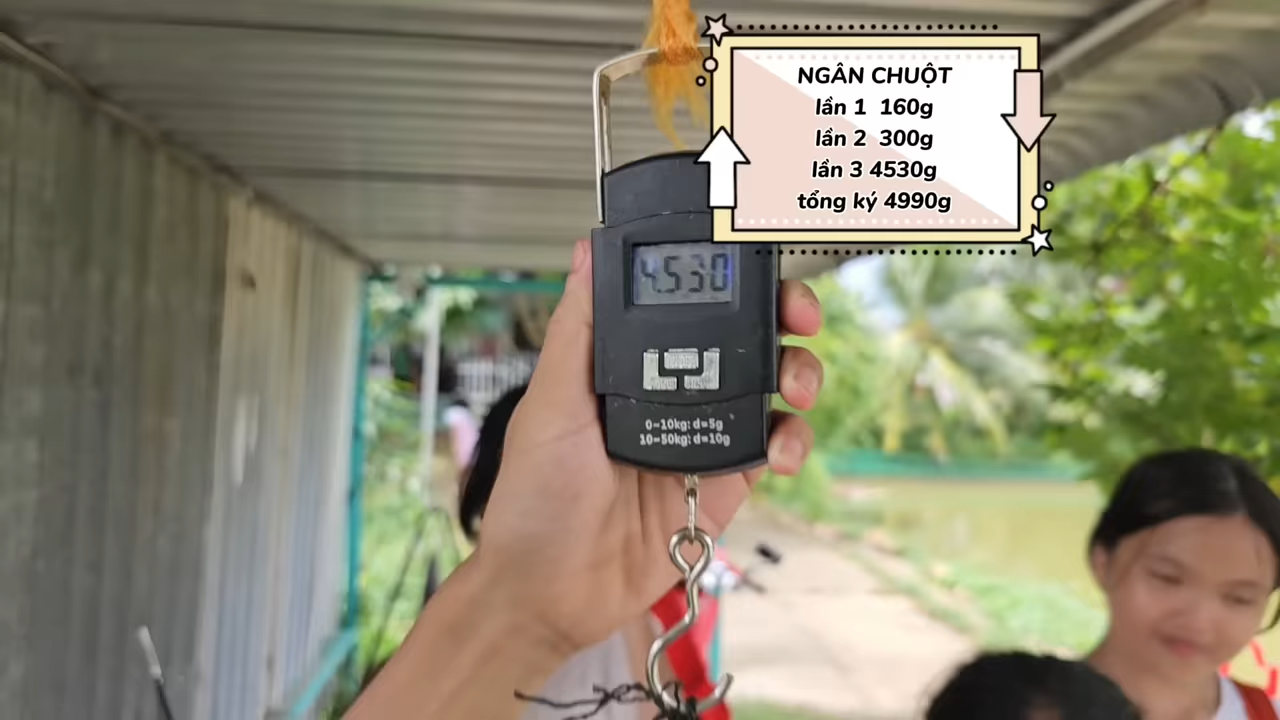 NGÂN CHUỘT
lần 1 160g
lần 2 300g
lần 3 4530g
tổng ký 4990g
4.530
0~10kg: d=5g
10~50kg: d=10g